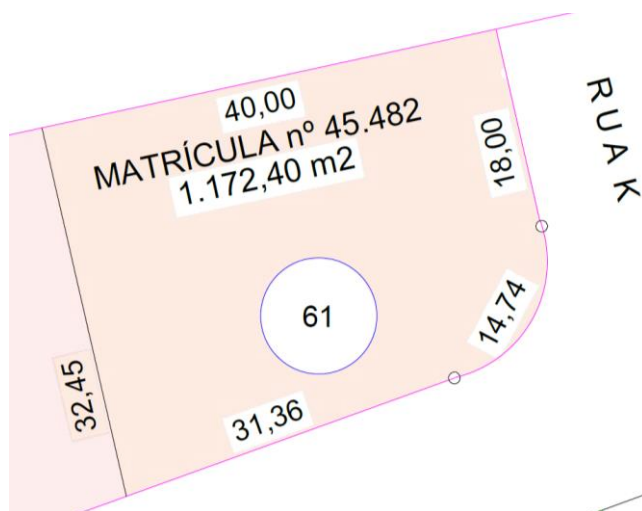 40,00
MATRÍCULA nº 45.482
1.172,40 m2
18,00
RUA K
61
14,74
32,45
31,36